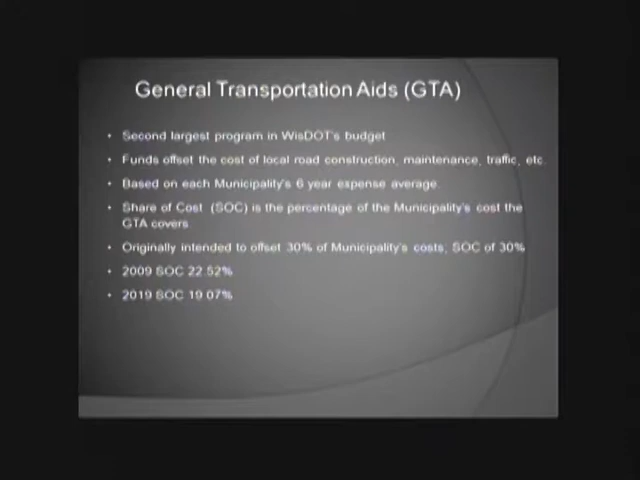 General Transportation Aids (GTA)
• Second largest program in WisDOT's budget
• Funds offset the cost of local road construction, maintenance, traffic, etc.
• Based on each Municipality's 6 year expense average.
• Share of Cost (SOC) is the percentage of the Municipality's cost the
GTA covers
• Originally intended to offset 30% of Municipality's costs, SOC of 30%
• 2009 SOC 22.52%
• 2019 SOC 19.07%